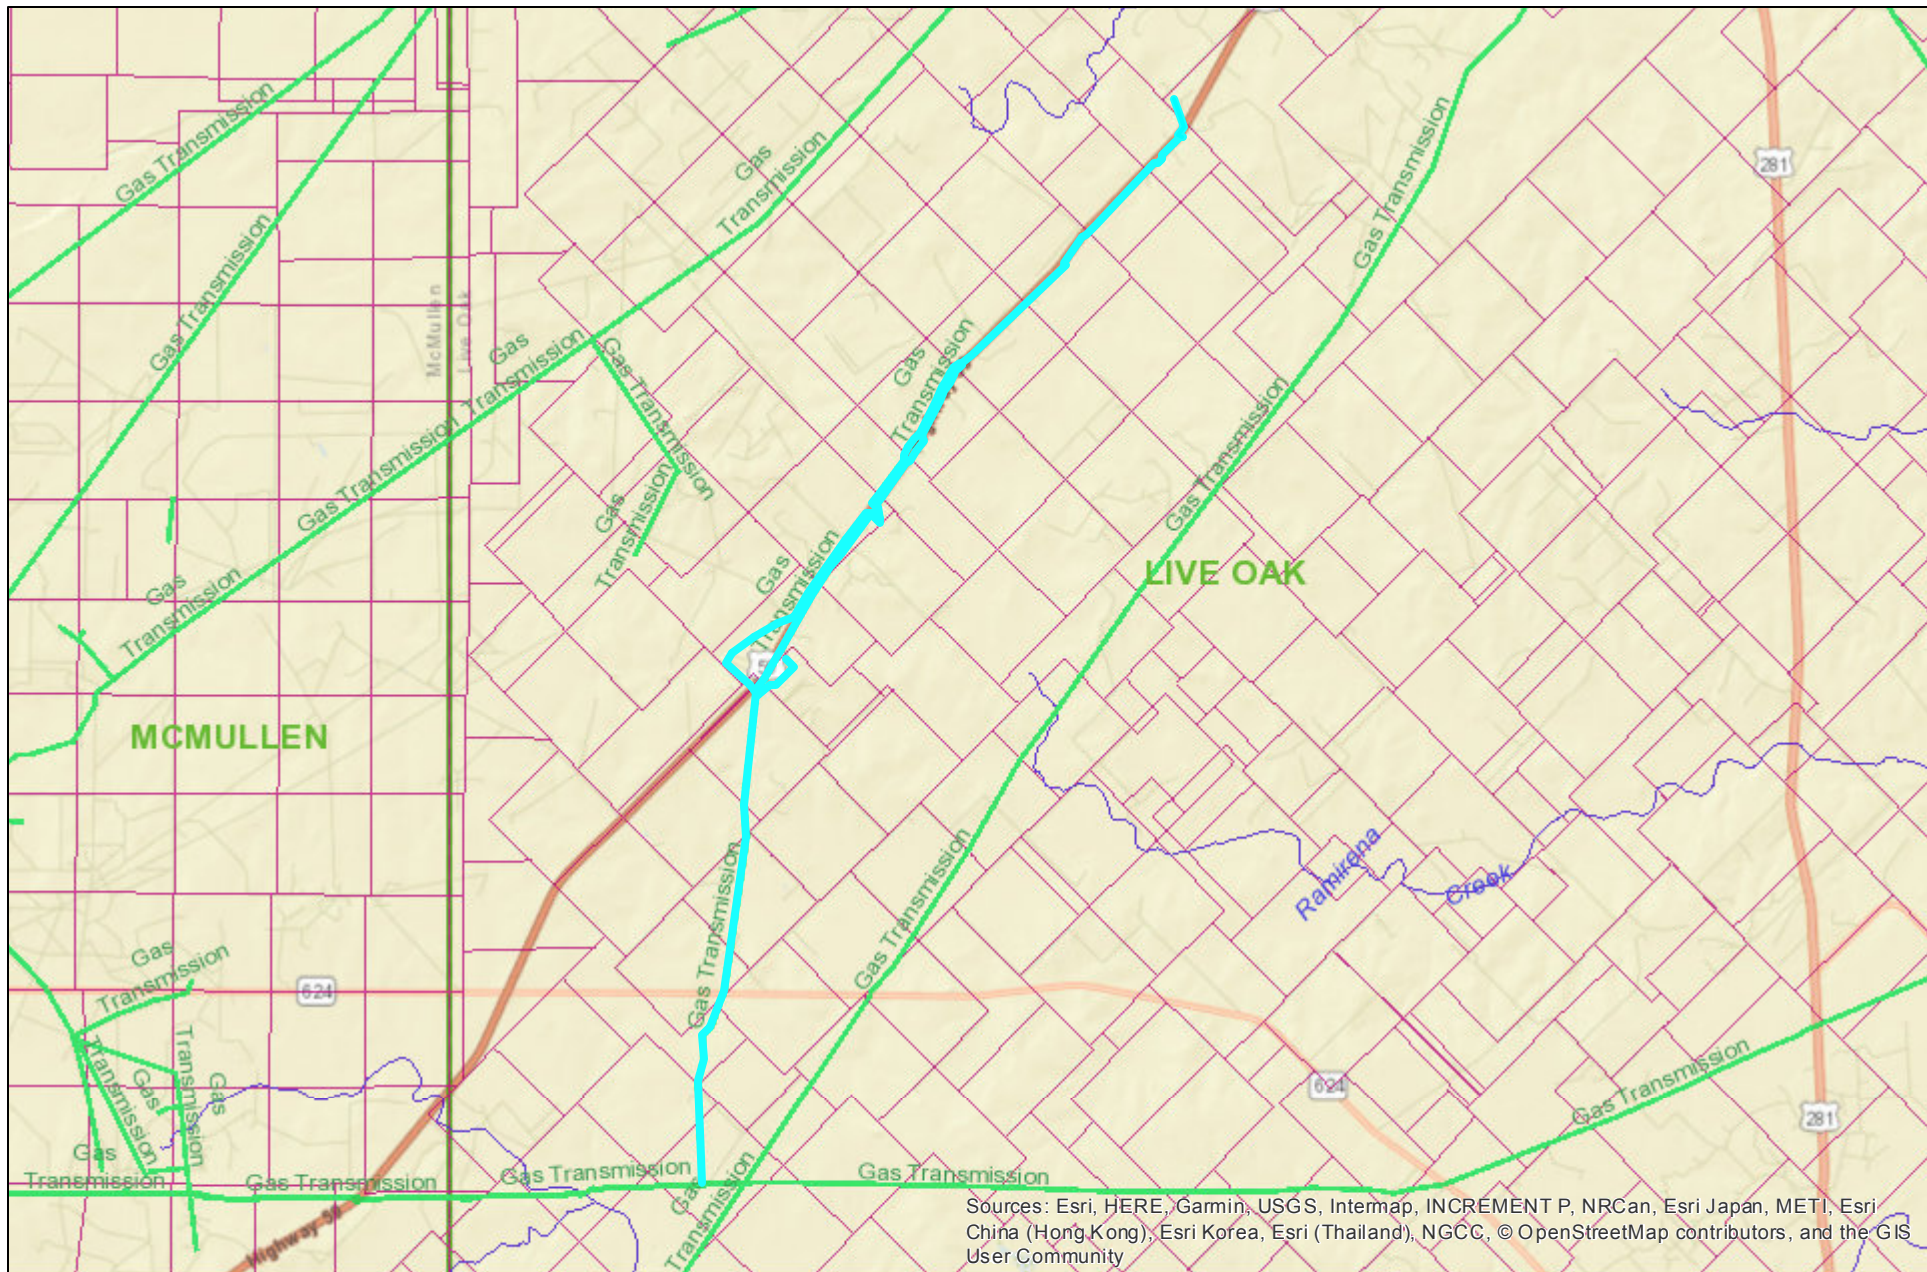 Gas Transmission
Gas
Transmission
281
Gas Transmission
Gas Transmission
McMullen
Live Oak
Gas
Transmission
Gas
Transmission
Gas Transmission
Gas Transmission
Gas Transmission
Gas
Transmission
Gas
Transmission
LIVE OAK
Gas
Transmission
MCMULLEN
Gas Transmission
Gas Transmission
Ramirena
Creek
Gas
Transmission
624
624
Gas
Transmission
Gas
Transmission
Gas Transmission
281
Gas
Transmission
Gas Transmission
Gas Transmission
Gas Transmission
Gas
Transmission
Highway 59
Sources: Esri, HERE, Garmin, USGS, Intermap, INCREMENT P, NRCan, Esri Japan, METI, Esri
China (Hong Kong), Esri Korea, Esri (Thailand), NGCC, © OpenStreetMap contributors, and the GIS
User Community